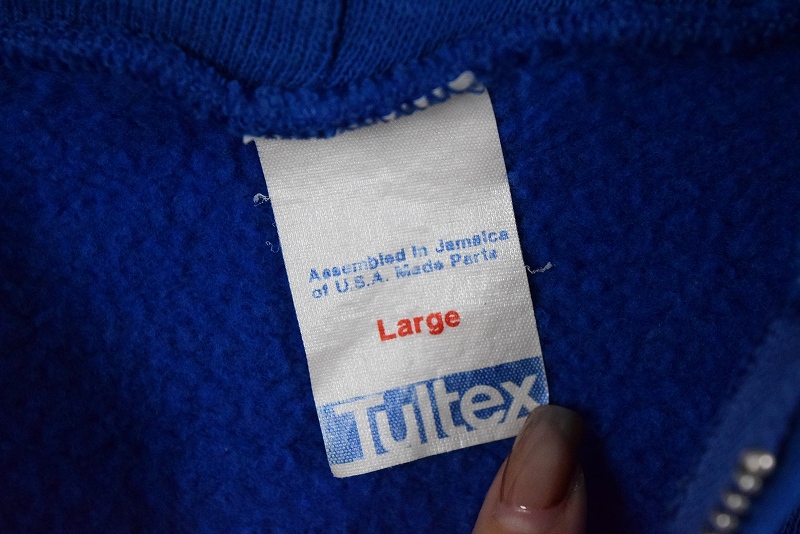 Assembled in Jamaica
of U.S.A. Made Parts
Large
Tultex